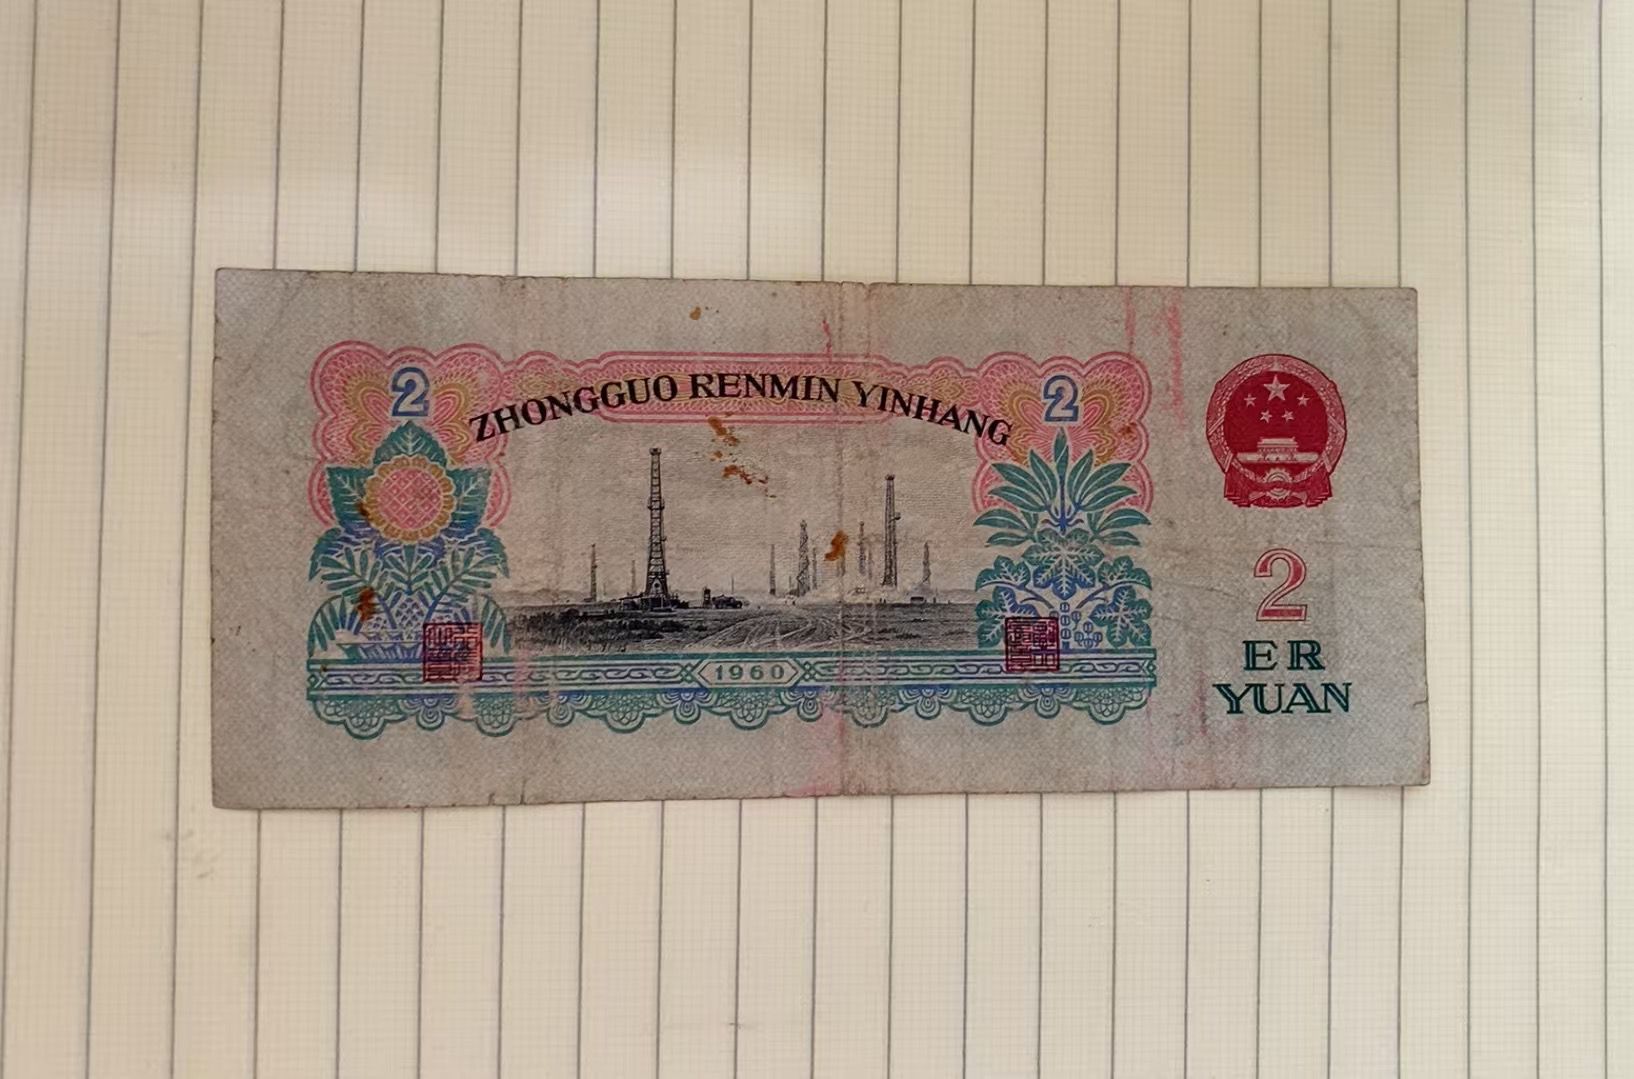 2
ZHONGGUO RENMIN YINHANG
2
1960
2
ER
YUAN